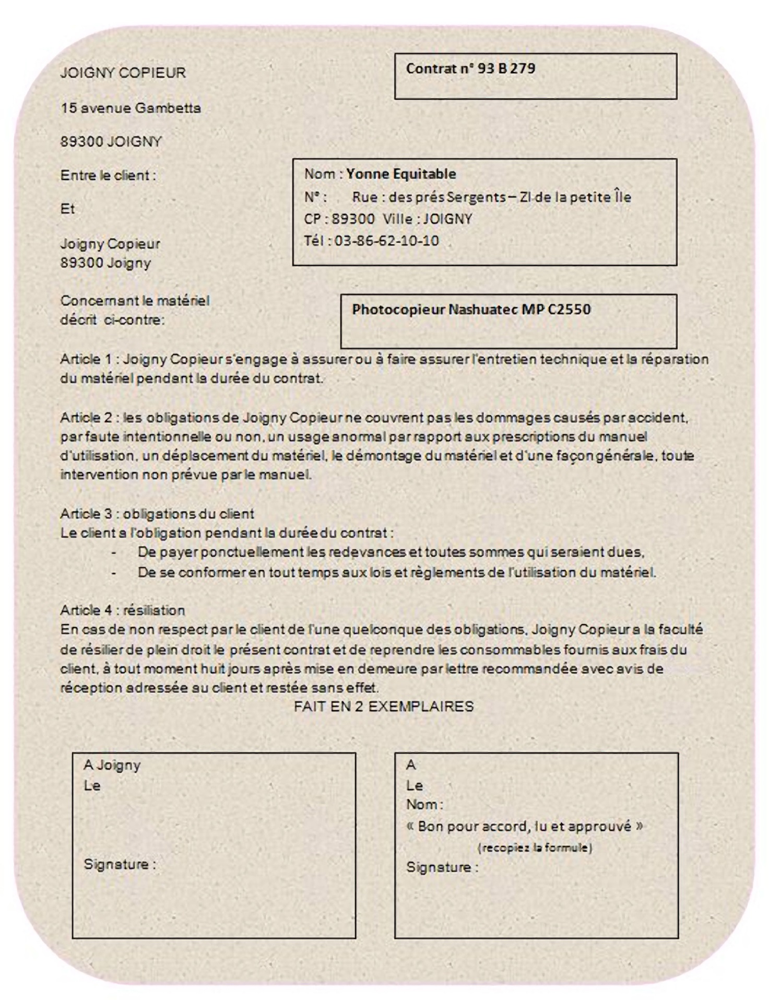 JOIGNY COPIEUR
Contrat n° 93 B 279
15 avenue Gambetta
89300 JOIGNY
Entre le client :
Et
Joigny Copieur
89300 Joigny
Nom : Yonne Equitable
N° : Rue : des prés Sergents – ZI de la petite Île
CP : 89300 Ville : JOIGNY
Tél : 03-86-62-10-10
Concernant le matériel
décrit ci-contre:
Photocopieur Nashuatec MP C2550
Article 1 : Joigny Copieur s'engage à assurer ou à faire assurer l'entretien technique et la réparation
du matériel pendant la durée du contrat.
Article 2 : les obligations de Joigny Copieur ne couvrent pas les dommages causés par accident,
par faute intentionnelle ou non, un usage anormal par rapport aux prescriptions du manuel
d'utilisation, un déplacement du matériel, le démontage du matériel et d'une façon générale, toute
intervention non prévue par le manuel.
Article 3 : obligations du client
Le client a l'obligation pendant la durée du contrat :
- De payer ponctuellement les redevances et toutes sommes qui seraient dues,
- De se conformer en tout temps aux lois et règlements de l'utilisation du matériel.
Article 4 : résiliation
En cas de non respect par le client de l'une quelconque des obligations, Joigny Copieur a la faculté
de résilier de plein droit le présent contrat et de reprendre les consommables fournis aux frais du
client, à tout moment huit jours après mise en demeure par lettre recommandée avec avis de
réception adressée au client et restée sans effet.
FAIT EN 2 EXEMPLAIRES
A Joigny
Le
Signature :
A
Le
Nom :
« Bon pour accord, lu et approuvé »
(recopiez la formule)
Signature :